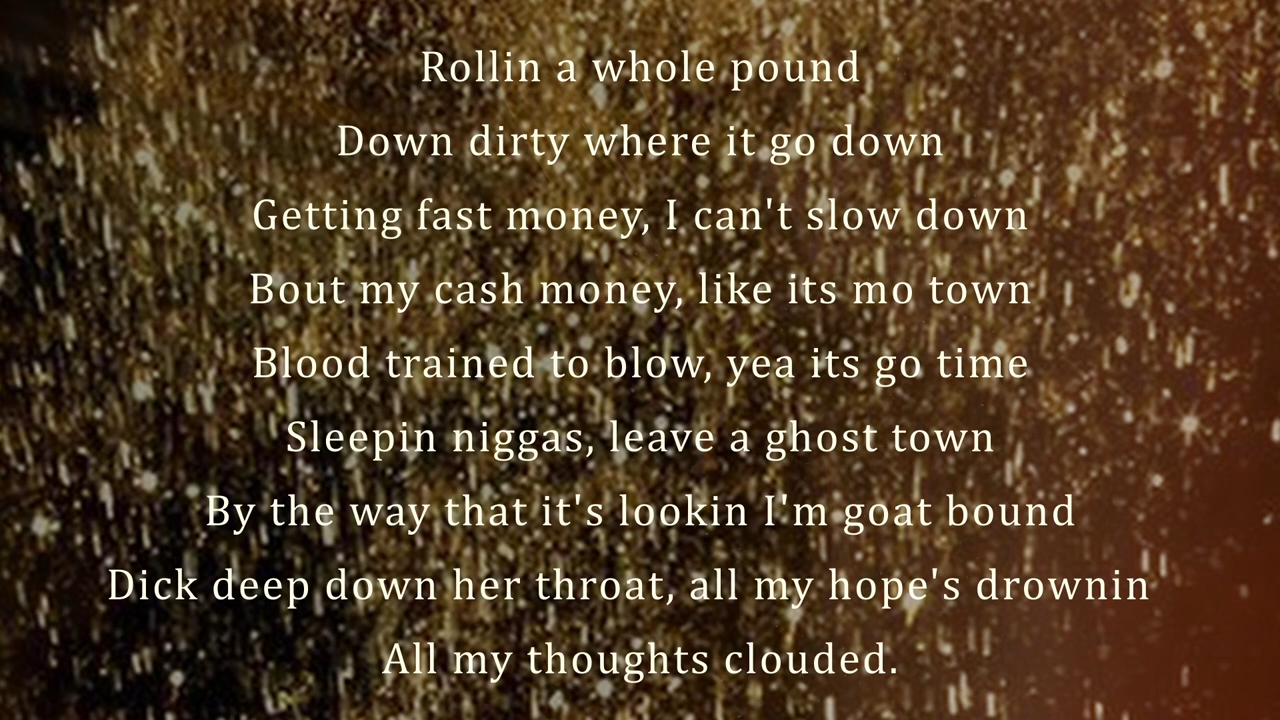 Rollin a whole pound
Down dirty where it go down
Getting fast money, I can't slow down
Bout my cash money, like its mo town
Blood trained to blow, yea its go time
Sleepin niggas, leave a ghost town
By the way that it's lookin I'm goat bound
Dick deep down her throat, all my hope's drownin
All my thoughts clouded.